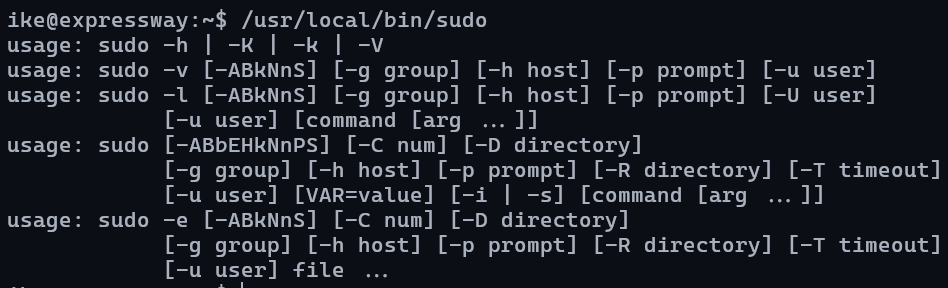 ike@expressway:~$ /usr/local/bin/sudo
usage: sudo -h | -K | -k | -V
usage: sudo -v [-ABkNnS] [-g group] [-h host] [-p prompt] [-u user]
usage: sudo -l [-ABkNnS] [-g group] [-h host] [-p prompt] [-U user]
            [-u user] [command [arg ...]]
usage: sudo [-ABbEHkNnPS] [-C num] [-D directory]
            [-g group] [-h host] [-p prompt] [-R directory] [-T timeout]
            [-u user] [VAR=value] [-i | -s] [command [arg ...]]
usage: sudo -e [-ABkNnS] [-C num] [-D directory]
            [-g group] [-h host] [-p prompt] [-R directory] [-T timeout]
            [-u user] file ...